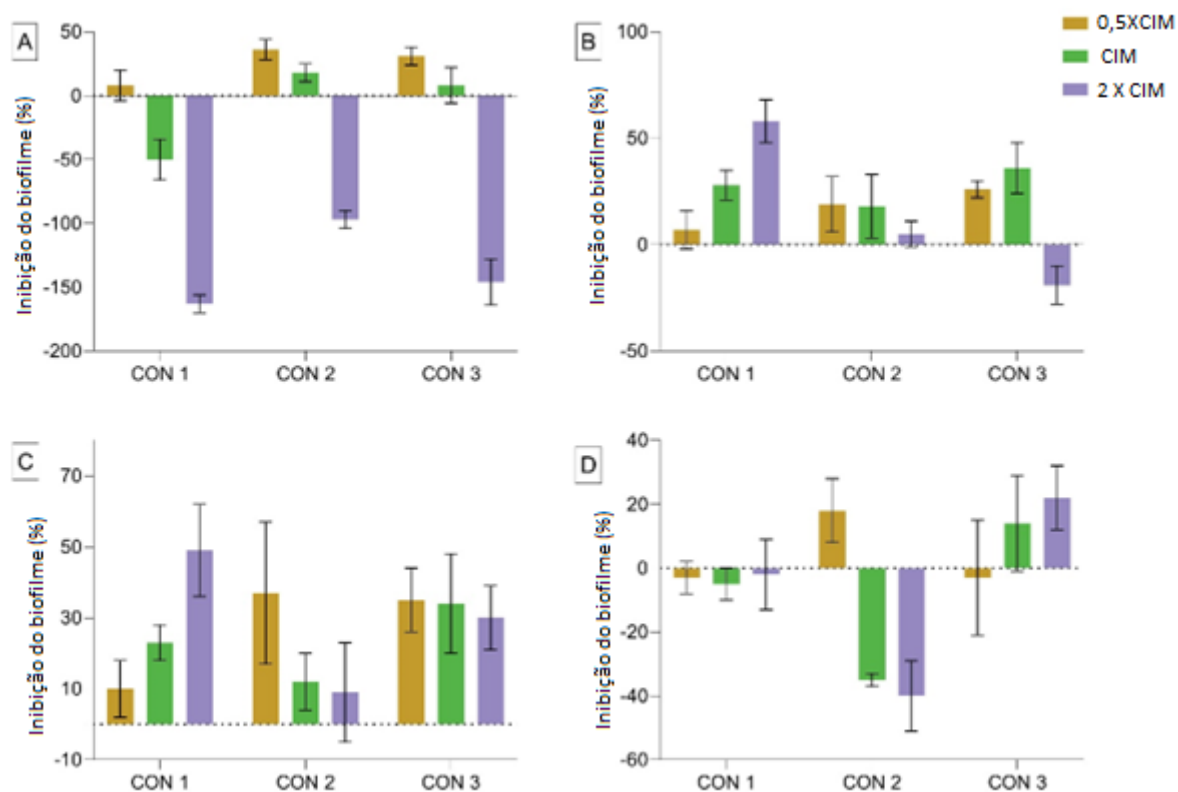 A
Inibição do biofilme (%)
50
0
-50
-100
-150
-200
CON 1 CON 2 CON 3
B
Inibição do biofilme (%)
100
50
0
-50
CON 1 CON 2 CON 3
0,5XCIM
CIM
2 X CIM
C
Inibição do biofilme (%)
70
50
30
10
-10
CON 1 CON 2 CON 3
D
Inibição do biofilme (%)
40
20
0
-20
-40
-60
CON 1 CON 2 CON 3